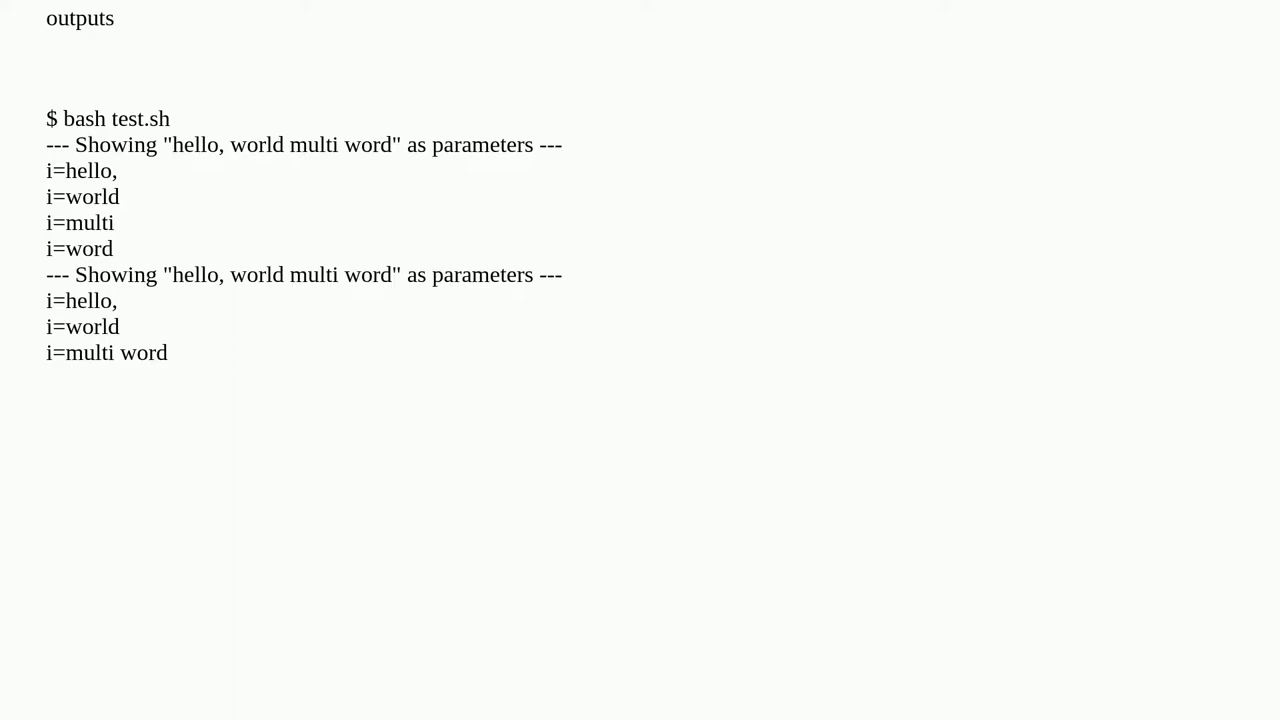 outputs
$ bash test.sh
--- Showing "hello, world multi word" as parameters ---
i=hello,
i=world
i=multi
i=word
--- Showing "hello, world multi word" as parameters ---
i=hello,
i=world
i=multi word